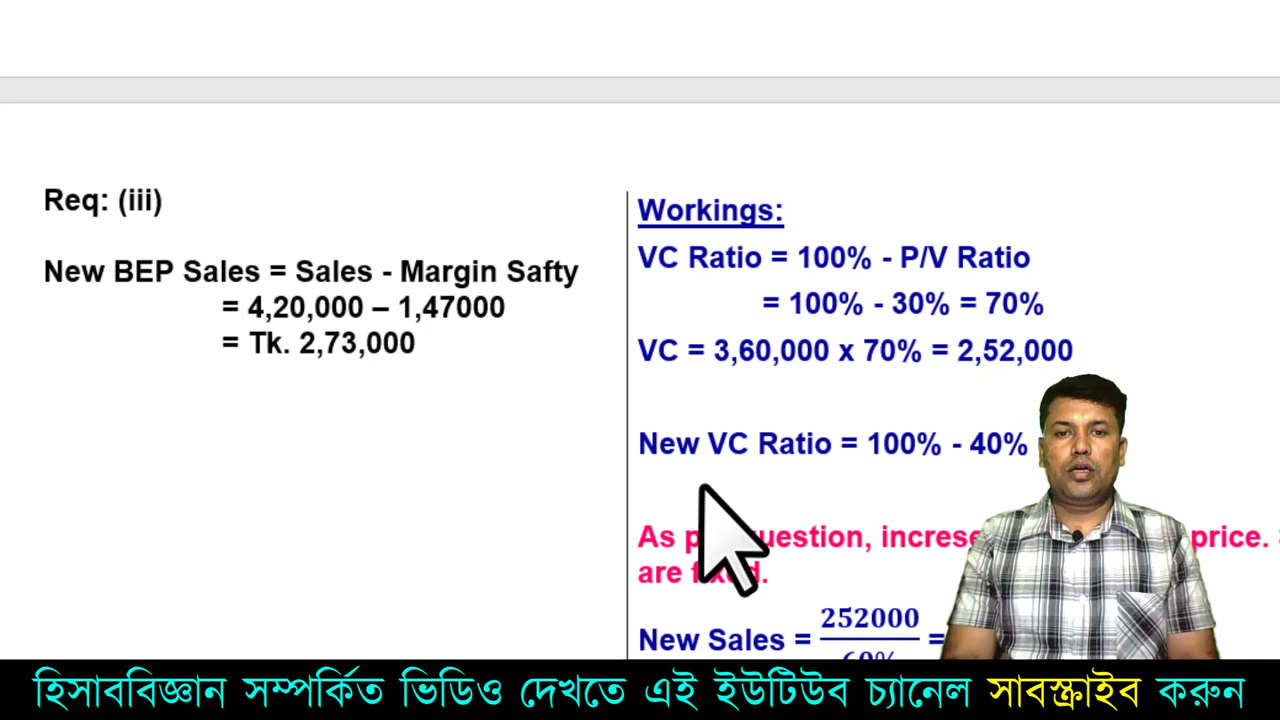 Req: (iii)
New BEP Sales = Sales - Margin Safty
= 4,20,000 – 1,47000
= Tk. 2,73,000
Workings:
VC Ratio = 100% - P/V Ratio
= 100% - 30% = 70%
VC = 3,60,000 x 70% = 2,52,000
New VC Ratio = 100% - 40%
As question, increse price.
are
New Sales = 252000 =
হিসাববিজ্ঞান সম্পর্কিত ভিডিও দেখতে এই ইউটিউব চ্যানেল সাবস্ক্রাইব করুন